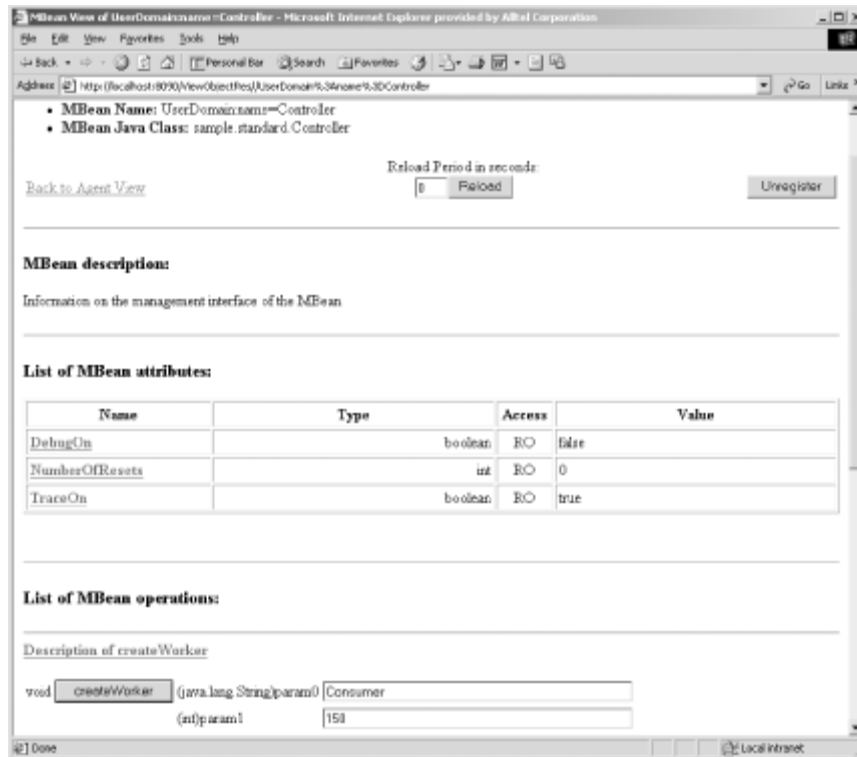 MBean View of UserDomain:name=Controller - Microsoft Internet Explorer provided by Alltel Corporation
File Edit View Favorites Tools Help
Back Personal Bar Search Favorites
Address http://localhost:8090/ViewObjectRes//UserDomain%3Aname%3DController Go Links
• MBean Name: UserDomain:name=Controller
• MBean Java Class: sample.standard.Controller
Reload Period in seconds:
Back to Agent View 0 Reload Unregister
MBean description:
Information on the management interface of the MBean
List of MBean attributes:
Name Type Access Value
DebugOn boolean RO false
NumberOfResets int RO 0
TraceOn boolean RO true
List of MBean operations:
Description of createWorker
void createWorker (java.lang.String)param0 Consumer
(int)param1 150
Done Local intranet